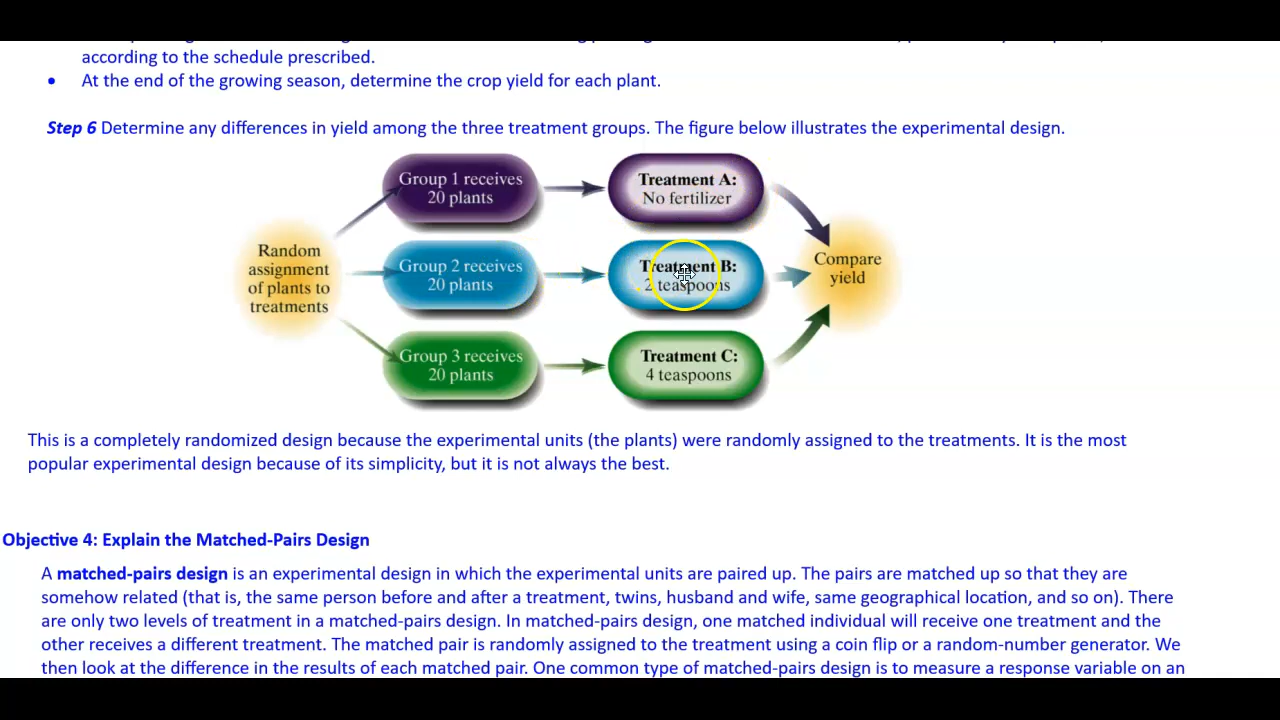 according to the schedule prescribed.
• At the end of the growing season, determine the crop yield for each plant.
Step 6 Determine any differences in yield among the three treatment groups. The figure below illustrates the experimental design.
Random
assignment
of plants to
treatments
Group 1 receives
20 plants
Treatment A:
No fertilizer
Group 2 receives
20 plants
Treatment B:
2 teaspoons
Group 3 receives
20 plants
Treatment C:
4 teaspoons
Compare
yield
This is a completely randomized design because the experimental units (the plants) were randomly assigned to the treatments. It is the most
popular experimental design because of its simplicity, but it is not always the best.
Objective 4: Explain the Matched-Pairs Design
A matched-pairs design is an experimental design in which the experimental units are paired up. The pairs are matched up so that they are
somehow related (that is, the same person before and after a treatment, twins, husband and wife, same geographical location, and so on). There
are only two levels of treatment in a matched-pairs design. In matched-pairs design, one matched individual will receive one treatment and the
other receives a different treatment. The matched pair is randomly assigned to the treatment using a coin flip or a random-number generator. We
then look at the difference in the results of each matched pair. One common type of matched-pairs design is to measure a response variable on an